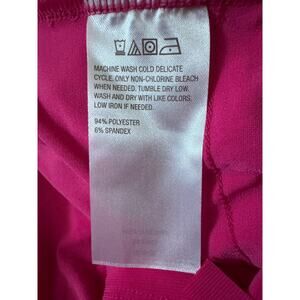 MACHINE WASH COLD DELICATE
CYCLE. ONLY NON-CHLORINE BLEACH
WHEN NEEDED. TUMBLE DRY LOW.
WASH AND DRY WITH LIKE COLORS.
LOW IRON IF NEEDED.
94% POLYESTER
6% SPANDEX